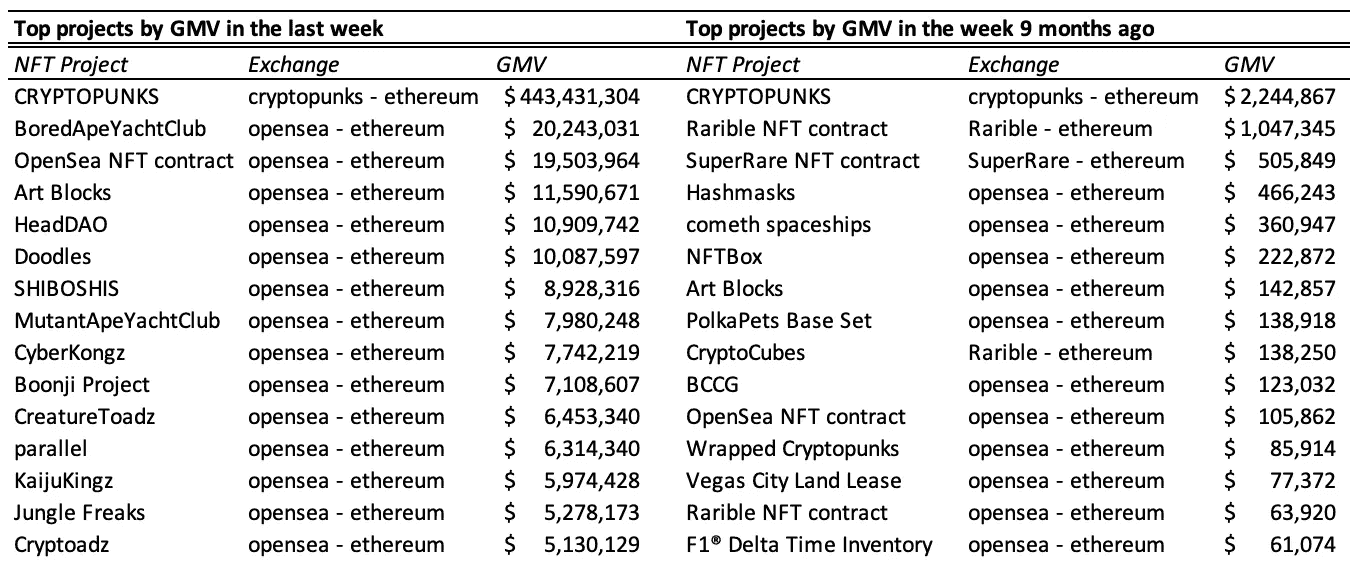 Top projects by GMV in the last week Top projects by GMV in the week 9 months ago
NFT Project Exchange GMV NFT Project Exchange GMV
CRYPTOPUNKS cryptopunks - ethereum $ 443,431,304 CRYPTOPUNKS cryptopunks - ethereum $ 2,244,867
BoredApeYachtClub opensea - ethereum $ 20,243,031 Rarible NFT contract Rarible - ethereum $ 1,047,345
OpenSea NFT contract opensea - ethereum $ 19,503,964 SuperRare NFT contract SuperRare - ethereum $ 505,849
Art Blocks opensea - ethereum $ 11,590,671 Hashmasks opensea - ethereum $ 466,243
HeadDAO opensea - ethereum $ 10,909,742 cometh spaceships opensea - ethereum $ 360,947
Doodles opensea - ethereum $ 10,087,597 NFTBox opensea - ethereum $ 222,872
SHIBOSHIS opensea - ethereum $ 8,928,316 Art Blocks opensea - ethereum $ 142,857
MutantApeYachtClub opensea - ethereum $ 7,980,248 PolkaPets Base Set opensea - ethereum $ 138,918
CyberKongz opensea - ethereum $ 7,742,219 CryptoCubes Rarible - ethereum $ 138,250
Boonji Project opensea - ethereum $ 7,108,607 BCCG opensea - ethereum $ 123,032
CreatureToadz opensea - ethereum $ 6,453,340 OpenSea NFT contract opensea - ethereum $ 105,862
parallel opensea - ethereum $ 6,314,340 Wrapped Cryptopunks opensea - ethereum $ 85,914
KaijuKingz opensea - ethereum $ 5,974,428 Vegas City Land Lease opensea - ethereum $ 77,372
Jungle Freaks opensea - ethereum $ 5,278,173 Rarible NFT contract opensea - ethereum $ 63,920
Cryptoadz opensea - ethereum $ 5,130,129 F1® Delta Time Inventory opensea - ethereum $ 61,074